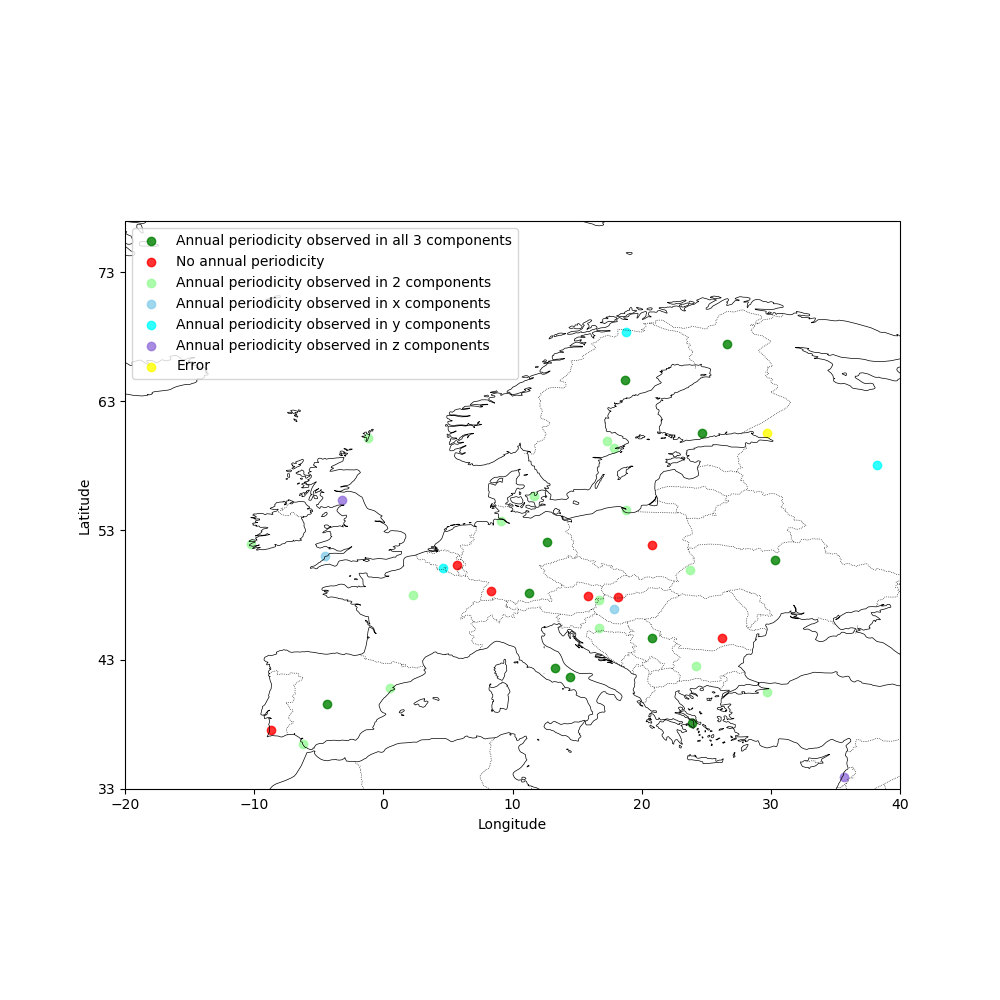 Annual periodicity observed in all 3 components
No annual periodicity
Annual periodicity observed in 2 components
Annual periodicity observed in x components
Annual periodicity observed in y components
Annual periodicity observed in z components
Error
73
63
53
43
33
Latitude
−20
−10
0
10
20
30
40
Longitude